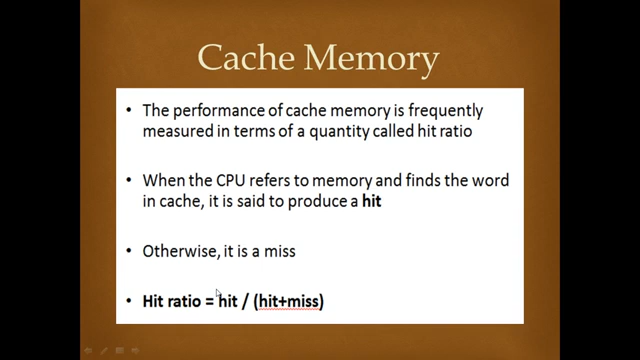 Cache Memory
• The performance of cache memory is frequently
measured in terms of a quantity called hit ratio
• When the CPU refers to memory and finds the word
in cache, it is said to produce a hit
• Otherwise, it is a miss
• Hit ratio = hit / (hit+miss)